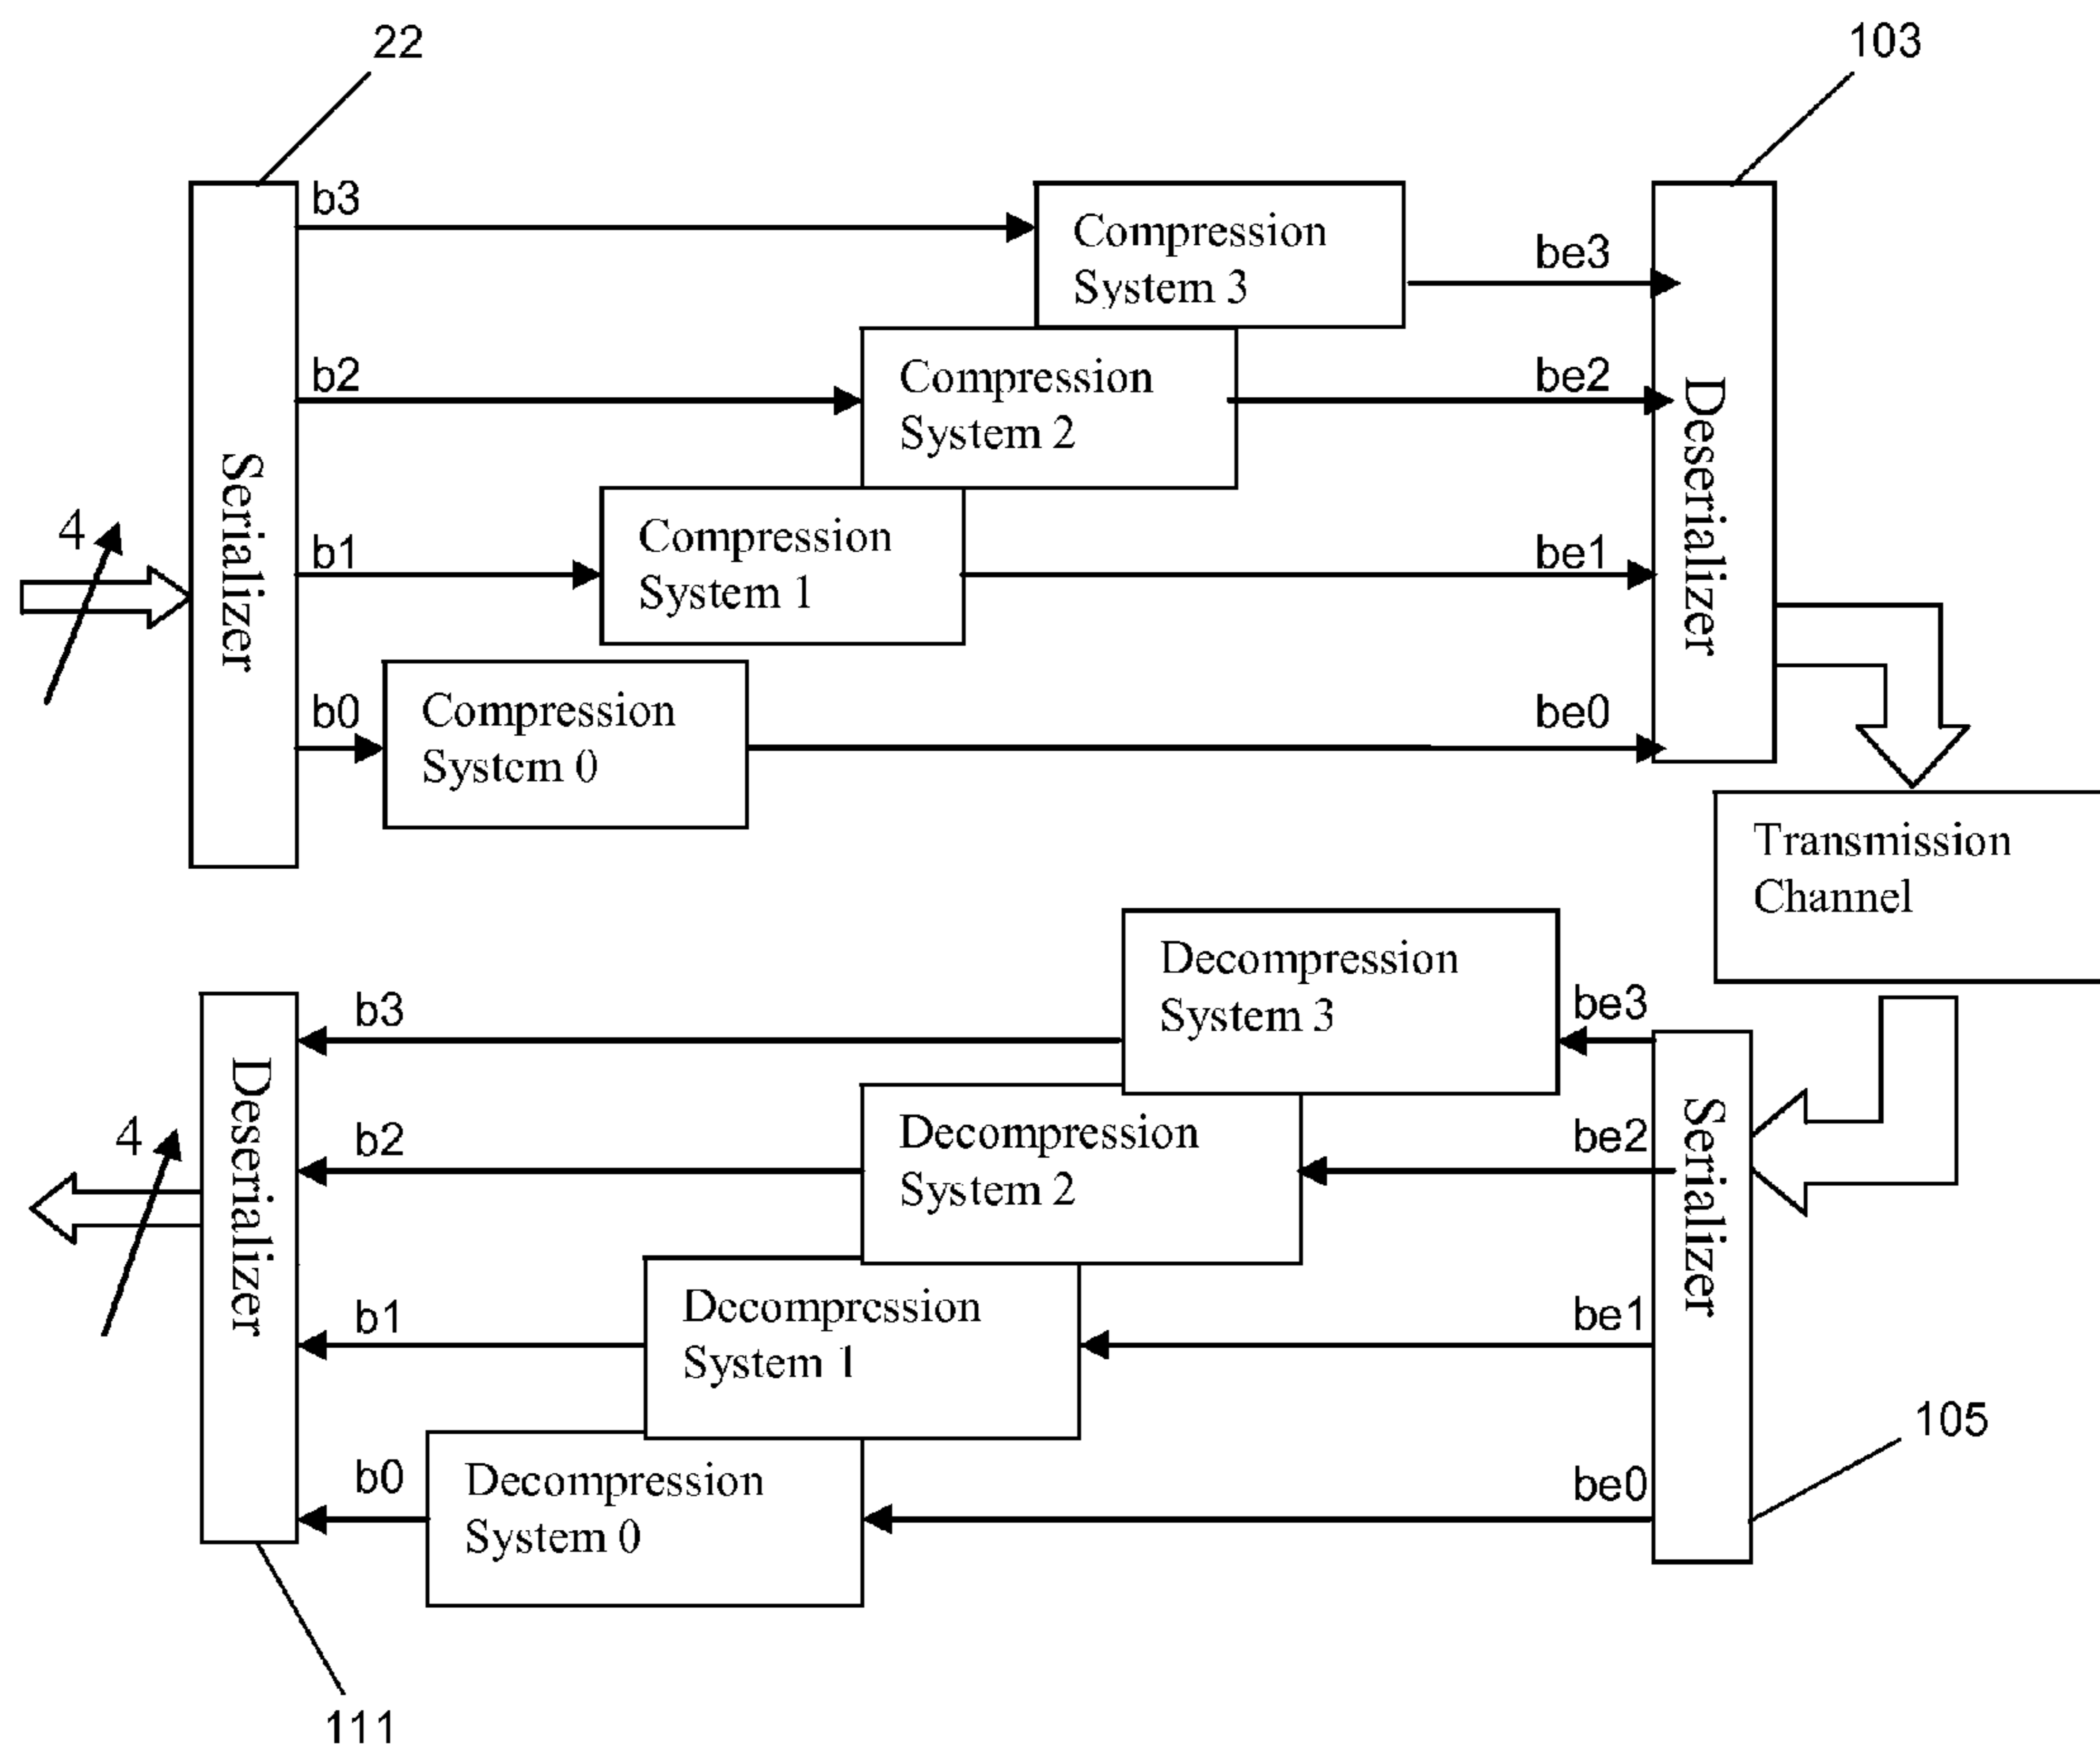 22
103
b3
Compression
System 3
be3
b2
Compression
System 2
be2
Serializer
Deserializer
4
b1
Compression
System 1
be1
b0
Compression
System 0
be0
Transmission
Channel
Decompression
System 3
b3
be3
Deserializer
Serializer
4
b2
Decompression
System 2
be2
b1
Decompression
System 1
be1
b0
Decompression
System 0
be0
105
111